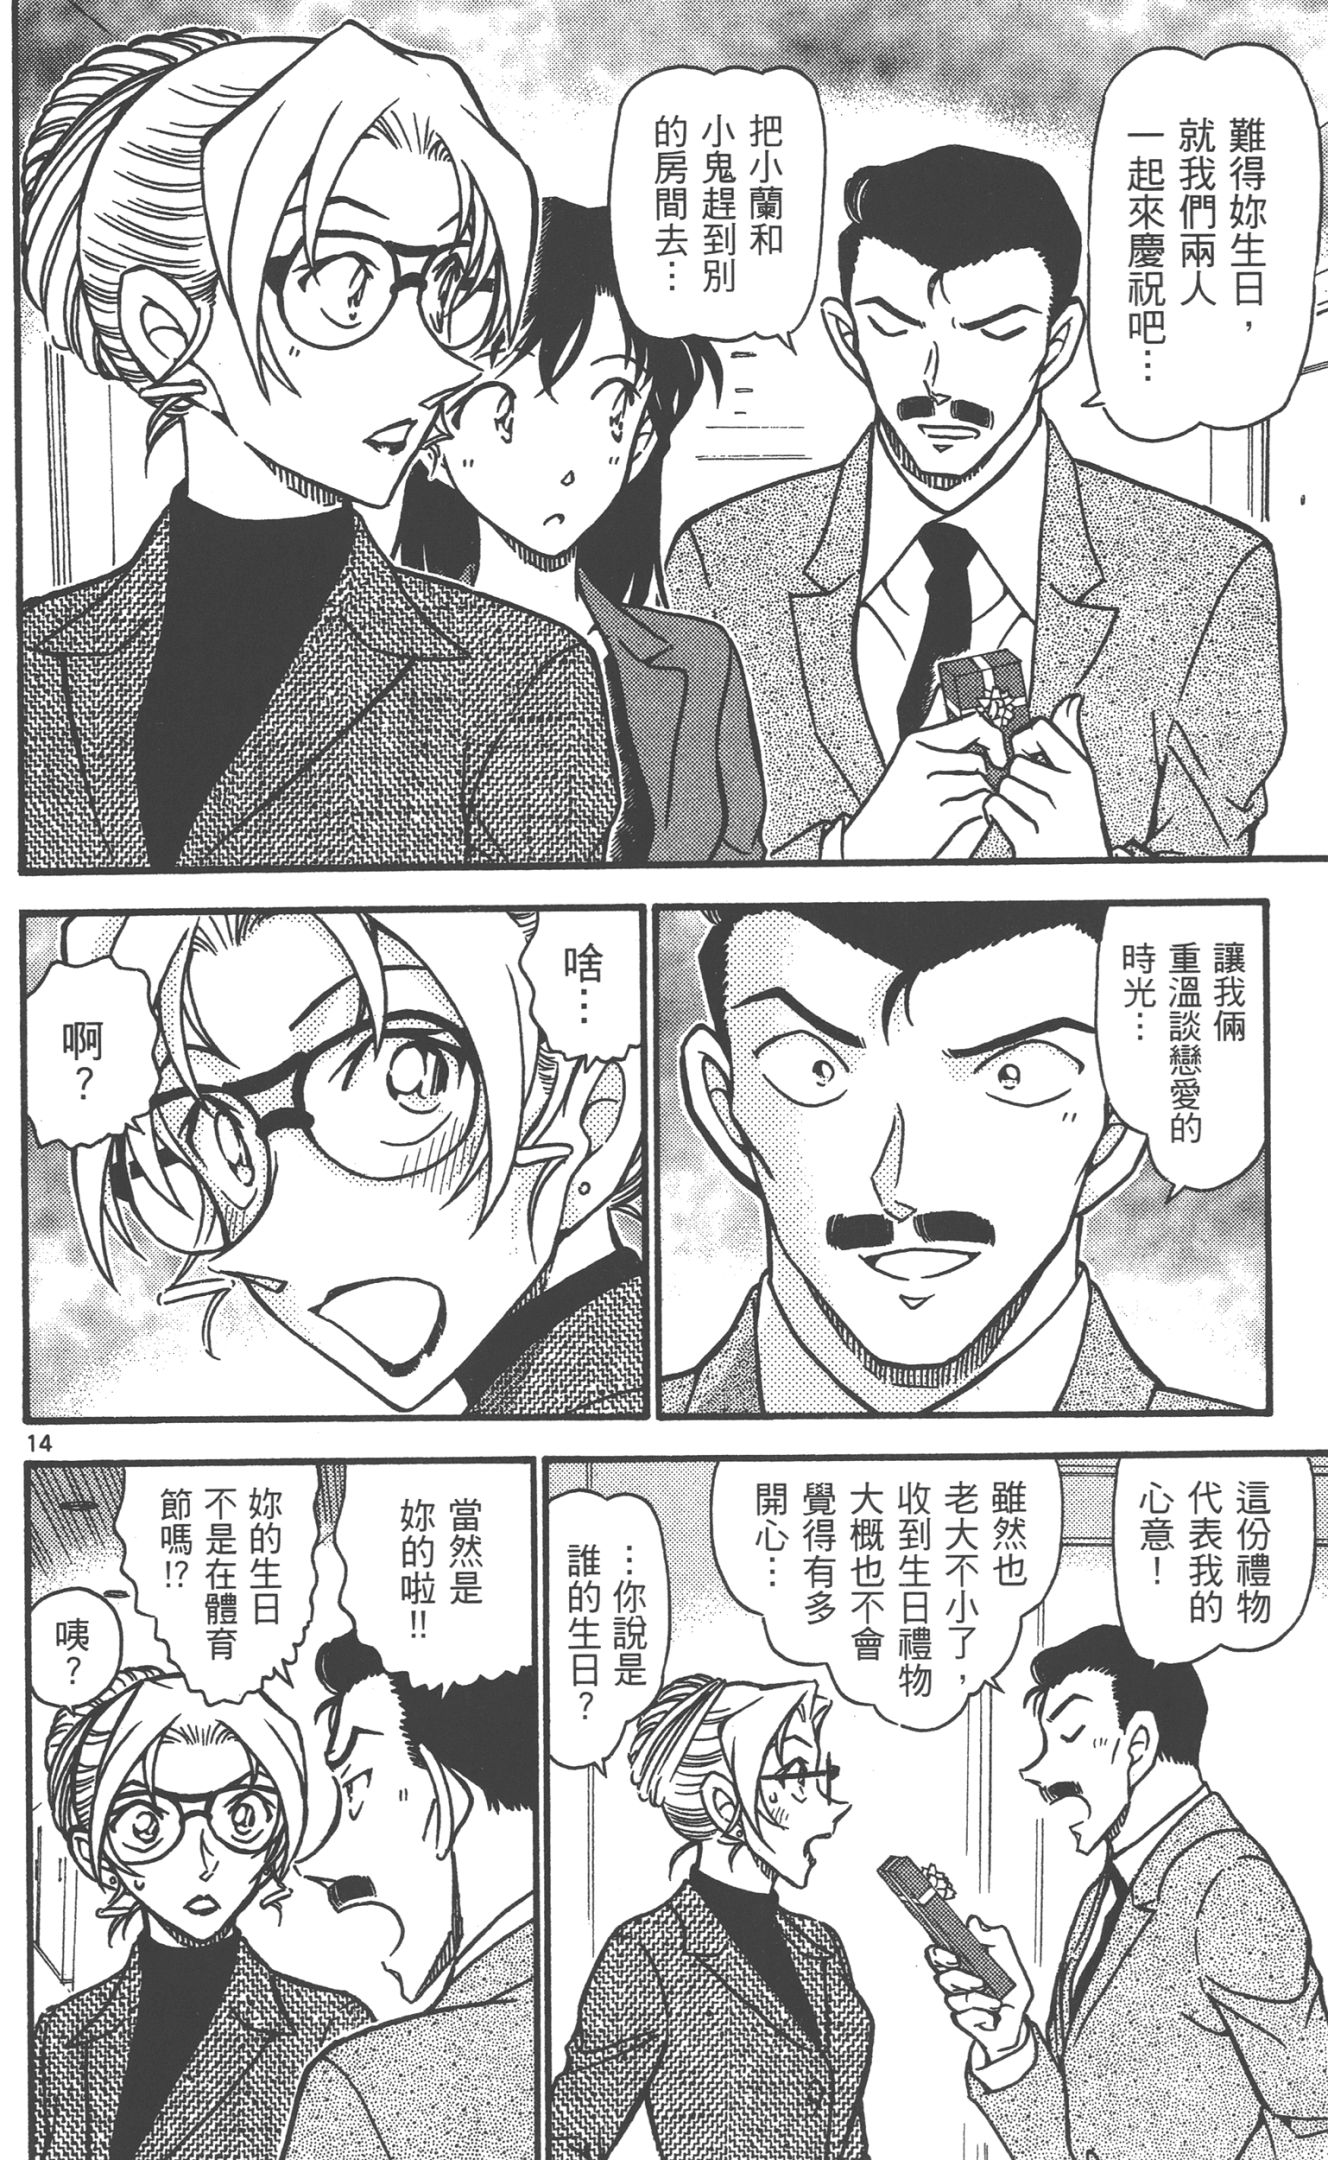 難得妳生日，
就我們兩人
一起來慶祝吧…
把小蘭和
小鬼趕到別
的房間去…
讓我倆
重溫談戀愛的
時光…
啥…
啊？
14
這份禮物
代表我的
心意！
雖然也
老大不小了，
收到生日禮物
大概也不會
覺得有多
開心…
…你說是
誰的生日？
當然是
妳的啦!!
妳的生日
不是在體育
節嗎!?
咦？